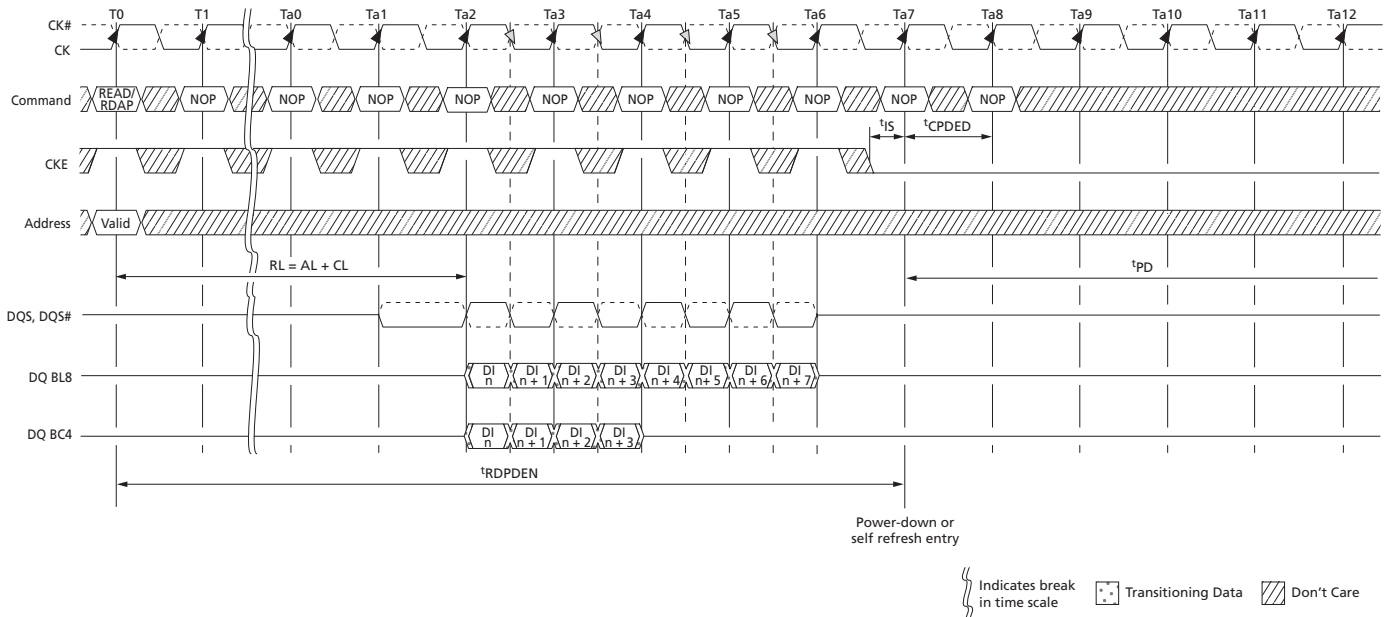 T0 T1 Ta0 Ta1 Ta2 Ta3 Ta4 Ta5 Ta6 Ta7 Ta8 Ta9 Ta10 Ta11 Ta12
CK#
CK
Command READ/ RDAP NOP NOP NOP NOP NOP NOP NOP NOP NOP NOP
tIS tCPDED
CKE
Address Valid
RL = AL + CL tPD
DQS, DQS#
DQ BL8 DI n DI n + 1 DI n + 2 DI n + 3 DI n + 4 DI n + 5 DI n + 6 DI n + 7
DQ BC4 DI n DI n + 1 DI n + 2 DI n + 3
tRDPDEN
Power-down or
self refresh entry
Indicates break
in time scale
Transitioning Data
Don't Care